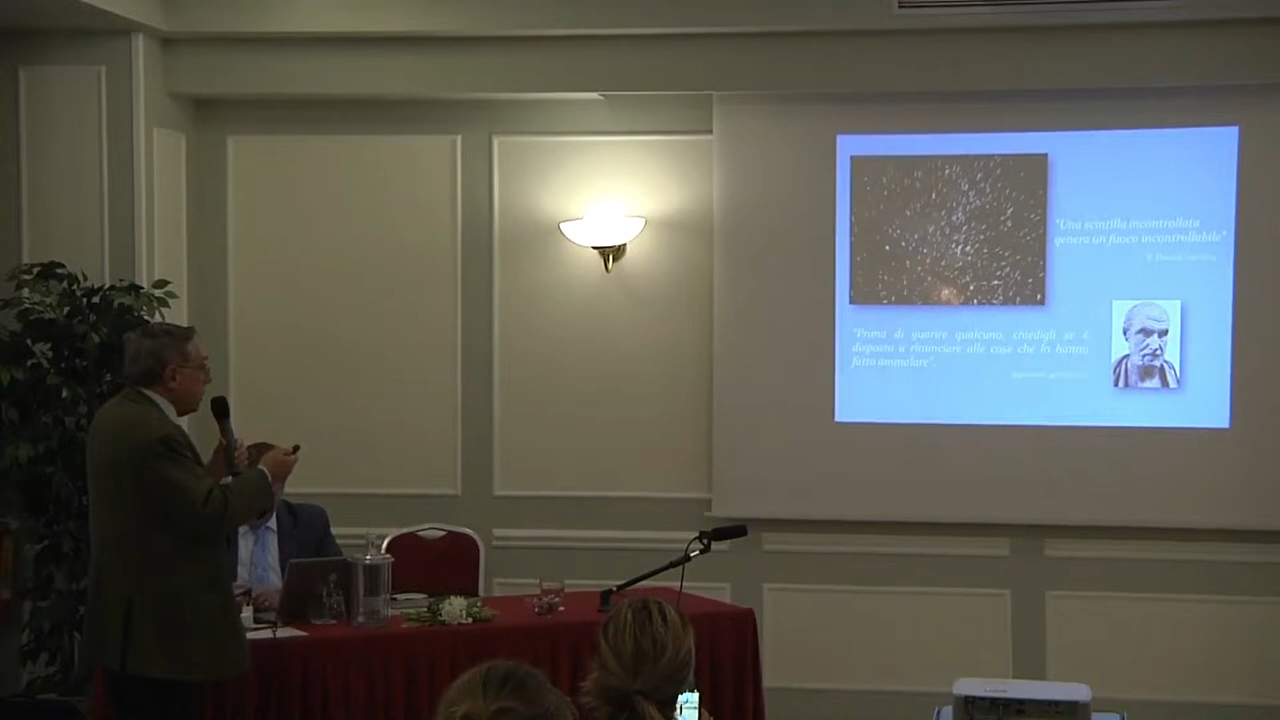 "Una scintilla incontrollata
genera un fuoco incontrollabile"
"Prima di guarire qualcuno, chiedigli se è
disposto a rinunciare alle cose che lo hanno
fatto ammalare".